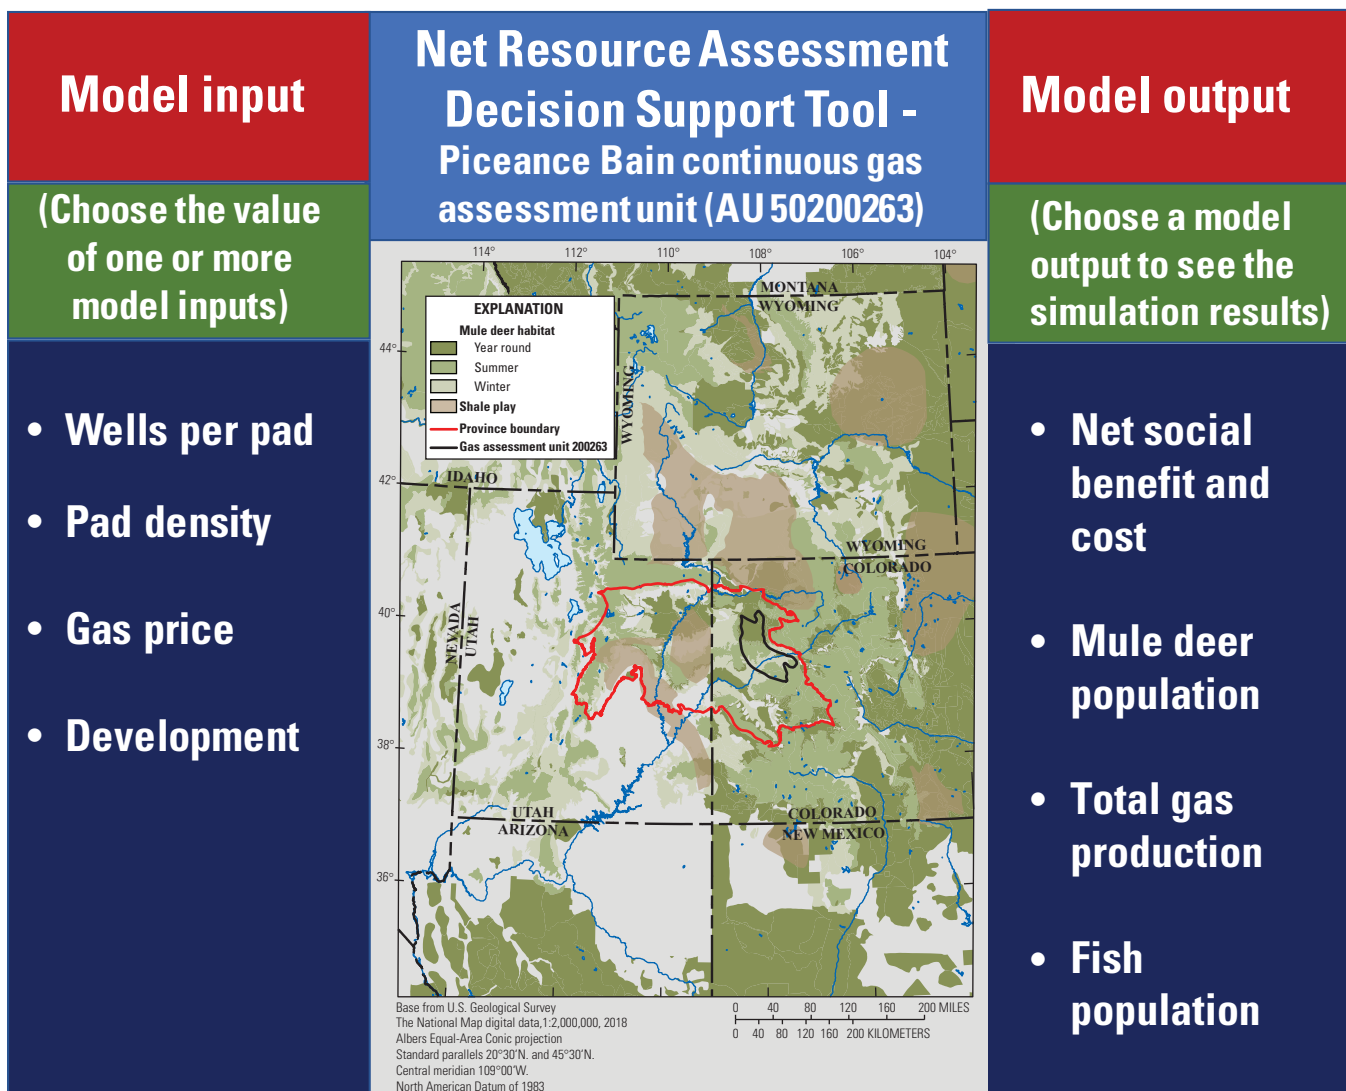 Model input
(Choose the value
of one or more
model inputs)
• Wells per pad
• Pad density
• Gas price
• Development
Net Resource Assessment
Decision Support Tool -
Piceance Bain continuous gas
assessment unit (AU 50200263)
114°
112°
110°
108°
106°
104°
44°
42°
40°
38°
36°
EXPLANATION
Mule deer habitat
Year round
Summer
Winter
Shale play
Province boundary
Gas assessment unit 200263
MONTANA
WYOMING
WYOMING
IDAHO
WYOMING
COLORADO
NEVADA
UTAH
UTAH
ARIZONA
COLORADO
NEW MEXICO
Base from U.S. Geological Survey
The National Map digital data,1:2,000,000, 2018
Albers Equal-Area Conic projection
Standard parallels 20°30'N. and 45°30'N.
Central meridian 109°00'W.
North American Datum of 1983
0 40 80 120 160 200 MILES
0 40 80 120 160 200 KILOMETERS
Model output
(Choose a model
output to see the
simulation results)
• Net social
benefit and
cost
• Mule deer
population
• Total gas
production
• Fish
population